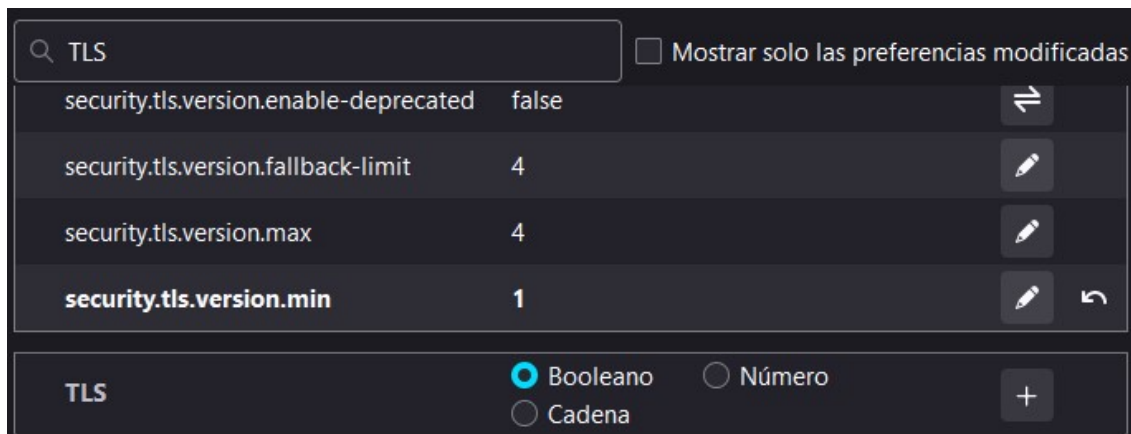 TLS
Mostrar solo las preferencias modificadas
security.tls.version.enable-deprecated false
security.tls.version.fallback-limit 4
security.tls.version.max 4
security.tls.version.min 1
TLS
Booleano Número
Cadena